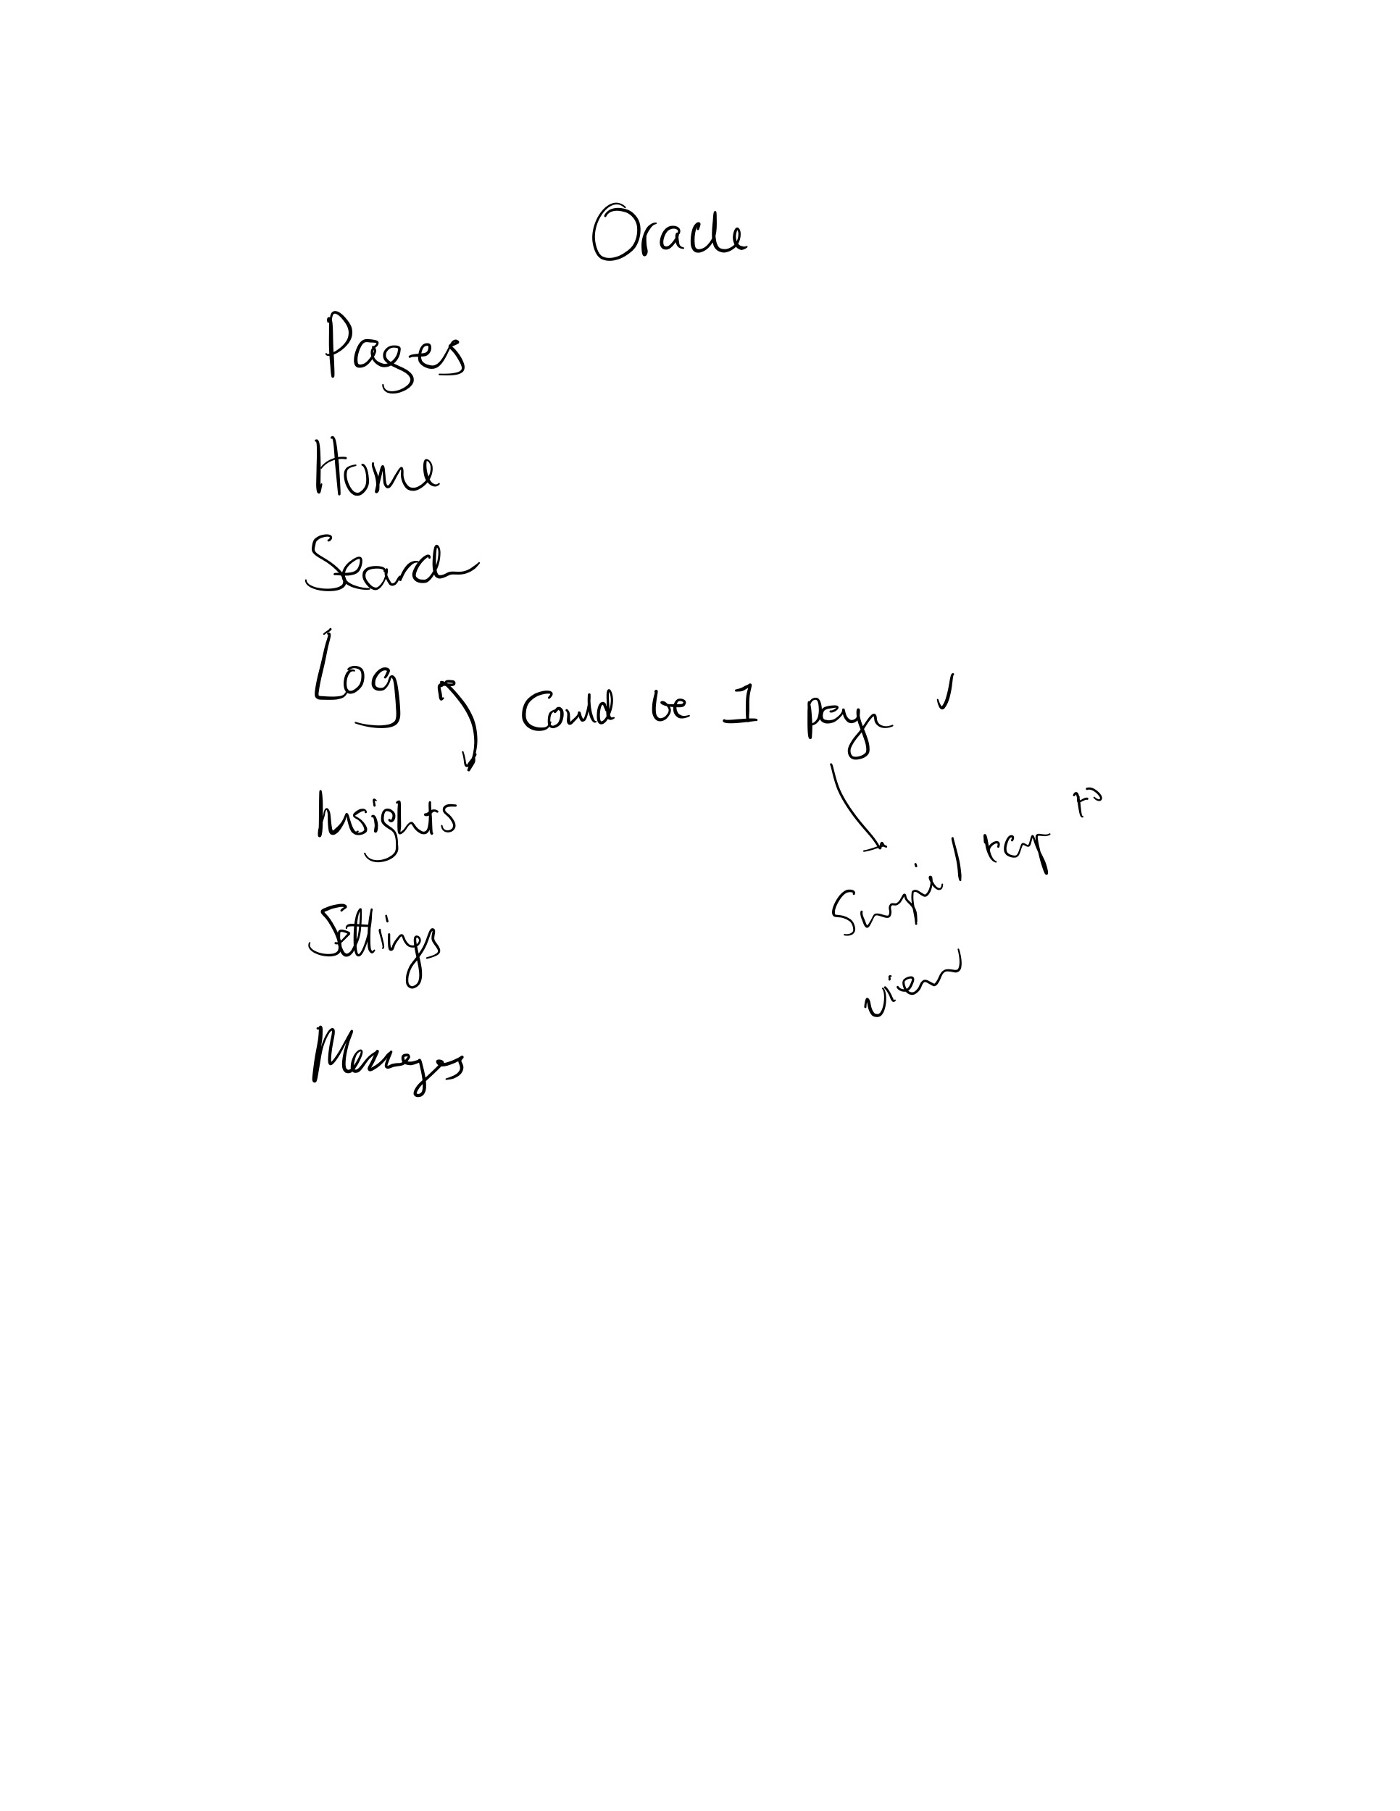 Oracle
Pages
Home
Search
Log
Could be 1 page ✓
Insights
Swipe / tap to
view
Settings
Messages